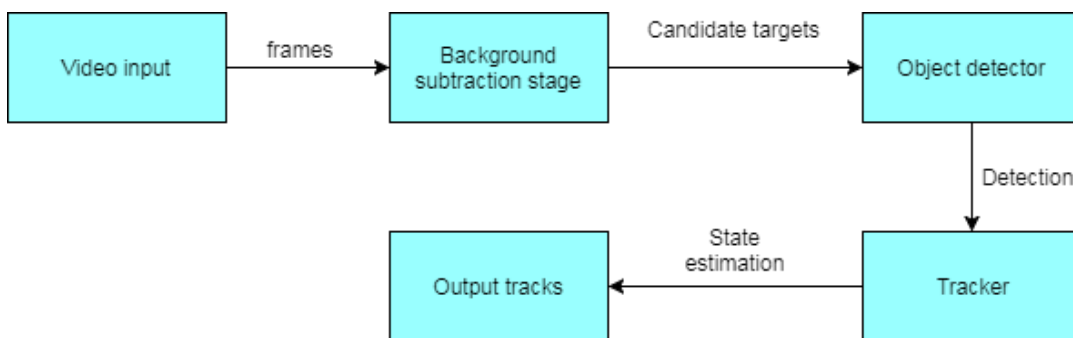 Video input
frames
Background
subtraction stage
Candidate targets
Object detector
Detection
Tracker
State
estimation
Output tracks